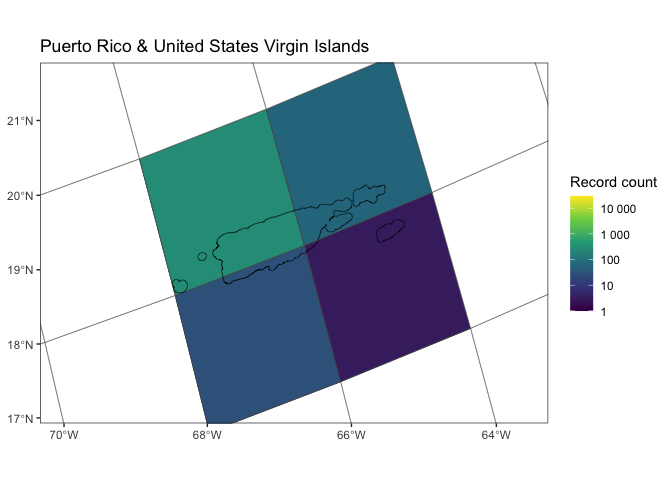 Puerto Rico & United States Virgin Islands
21°N
20°N
19°N
18°N
17°N
70°W
68°W
66°W
64°W
Record count
10 000
1 000
100
10
1